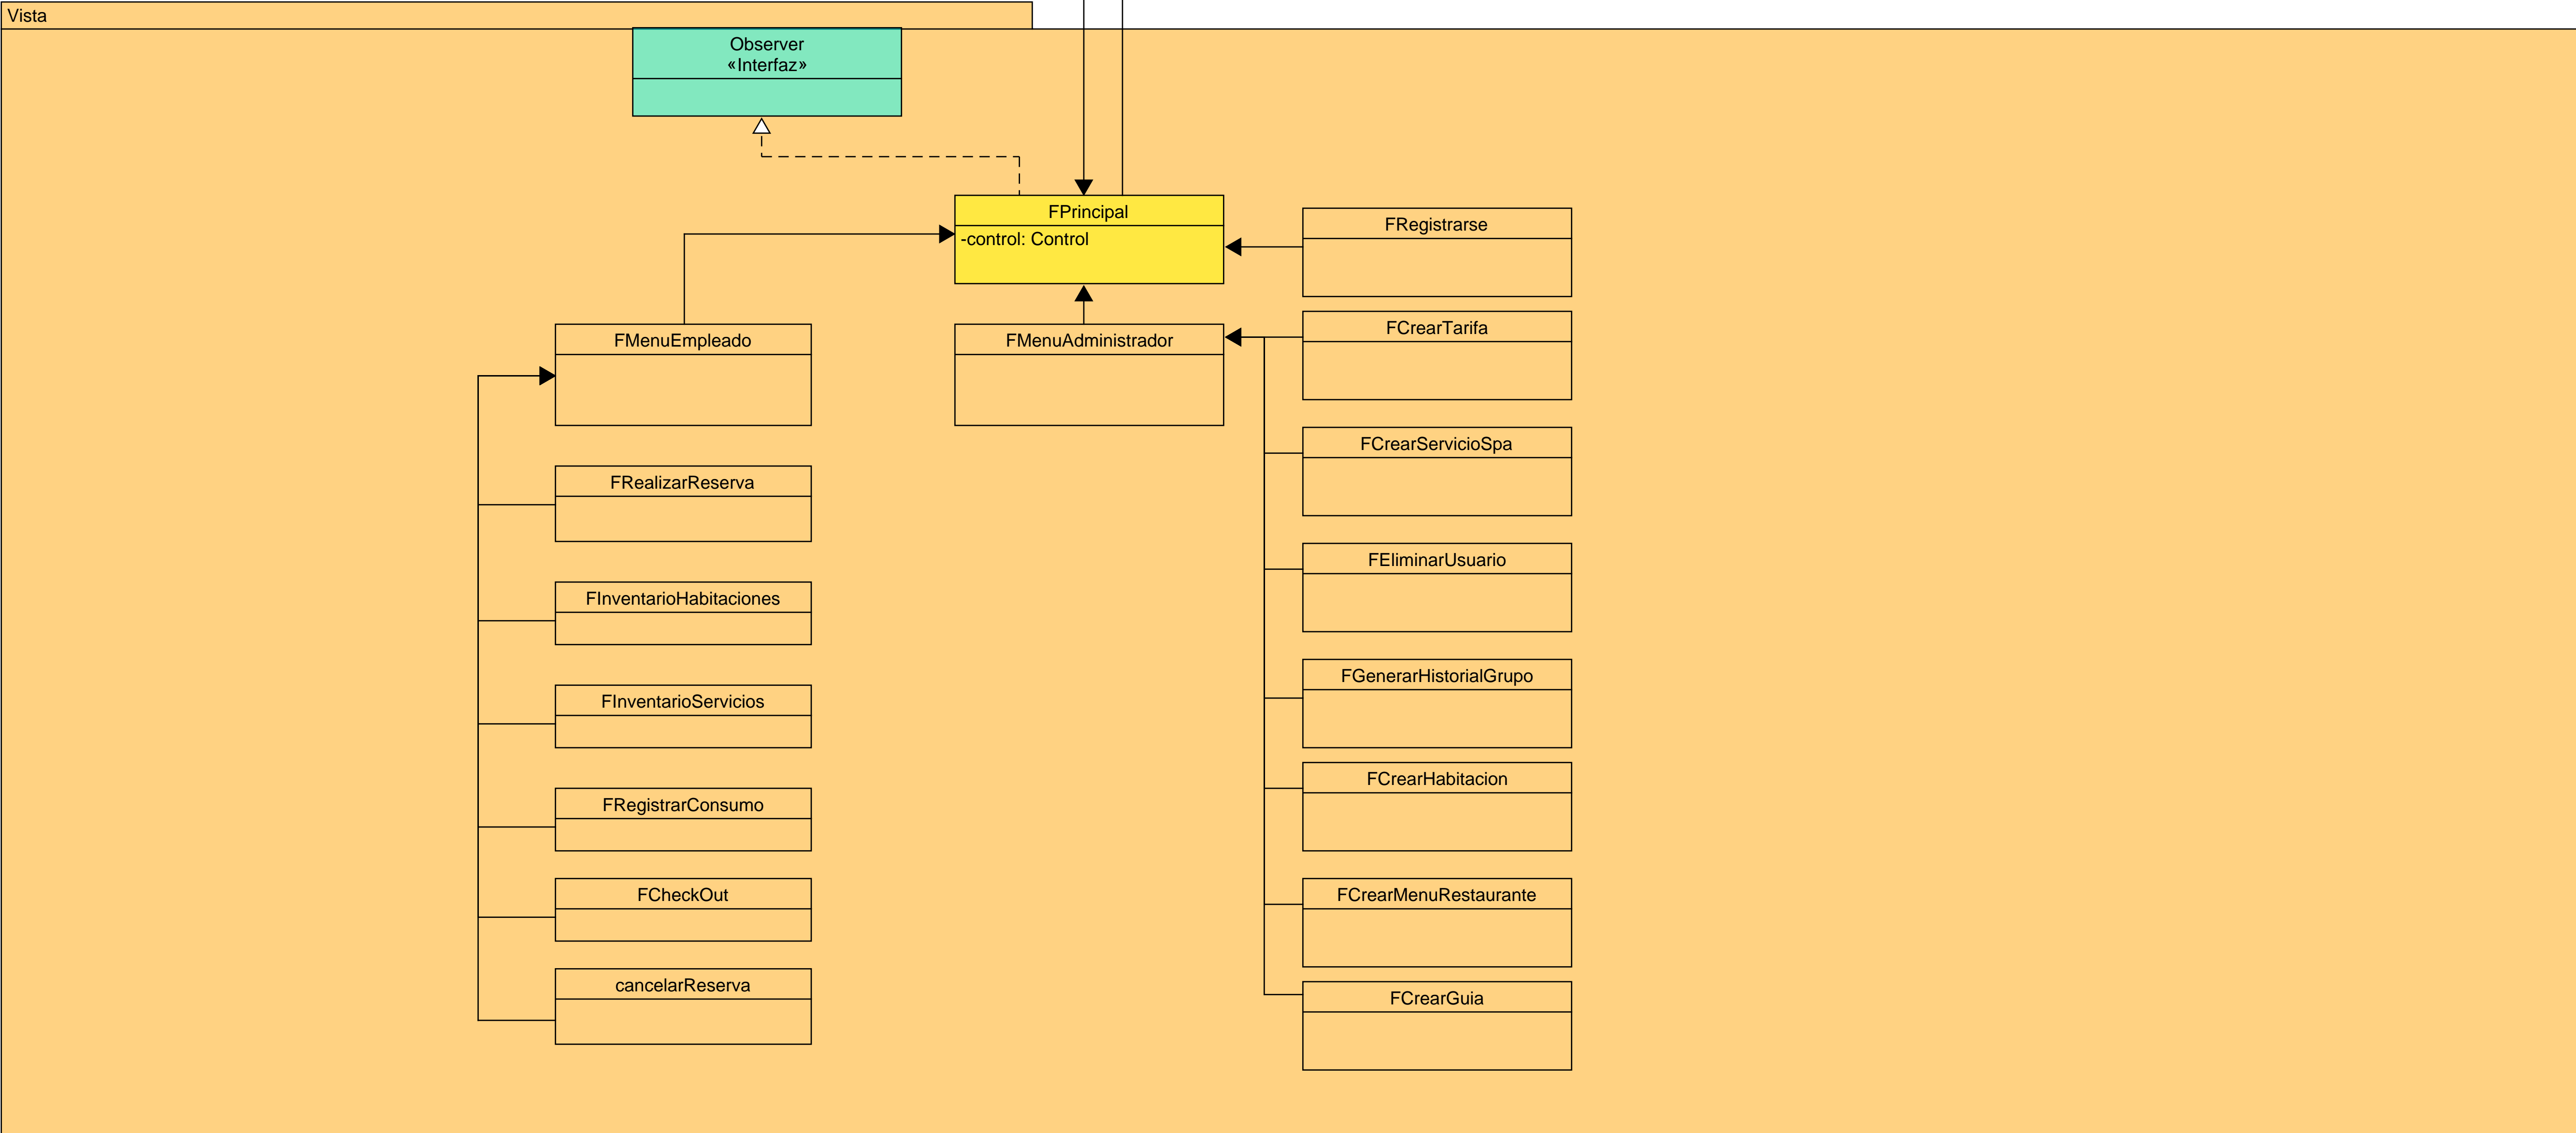 Vista
Observer
«Interfaz»
FPrincipal
-control: Control
FRegistrarse
FMenuEmpleado
FMenuAdministrador
FCrearTarifa
FRealizarReserva
FCrearServicioSpa
FInventarioHabitaciones
FEliminarUsuario
FInventarioServicios
FGenerarHistorialGrupo
FRegistrarConsumo
FCrearHabitacion
FCheckOut
FCrearMenuRestaurante
cancelarReserva
FCrearGuia